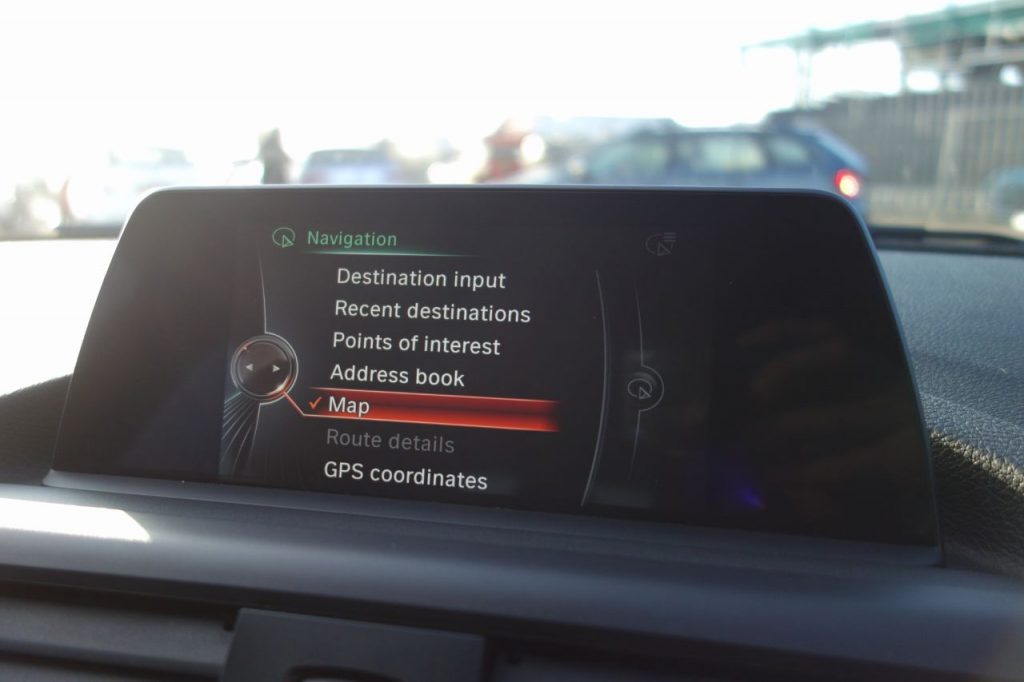 Navigation
Destination input
Recent destinations
Points of interest
Address book
Map
Route details
GPS coordinates